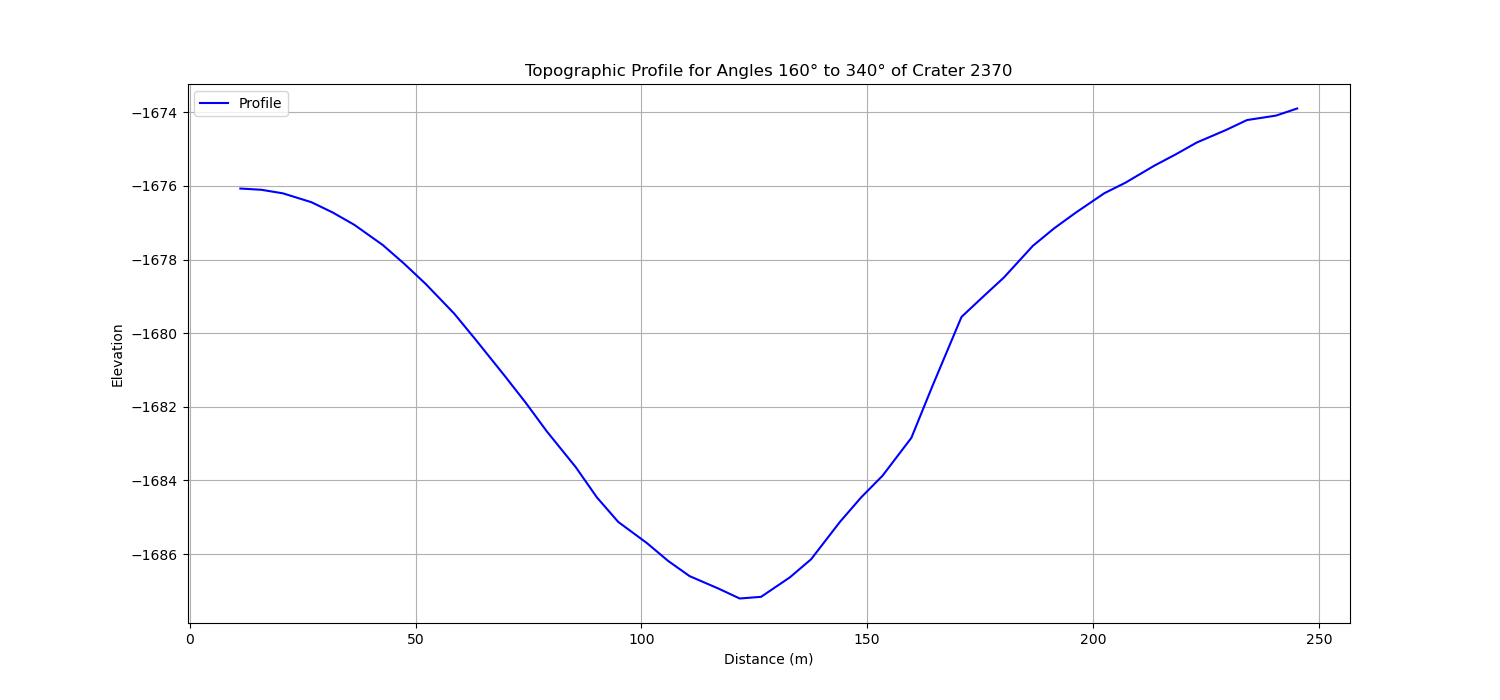 Topographic Profile for Angles 160° to 340° of Crater 2370
Profile
−1674
−1676
−1678
−1680
−1682
−1684
−1686
Elevation
0 50 100 150 200 250
Distance (m)